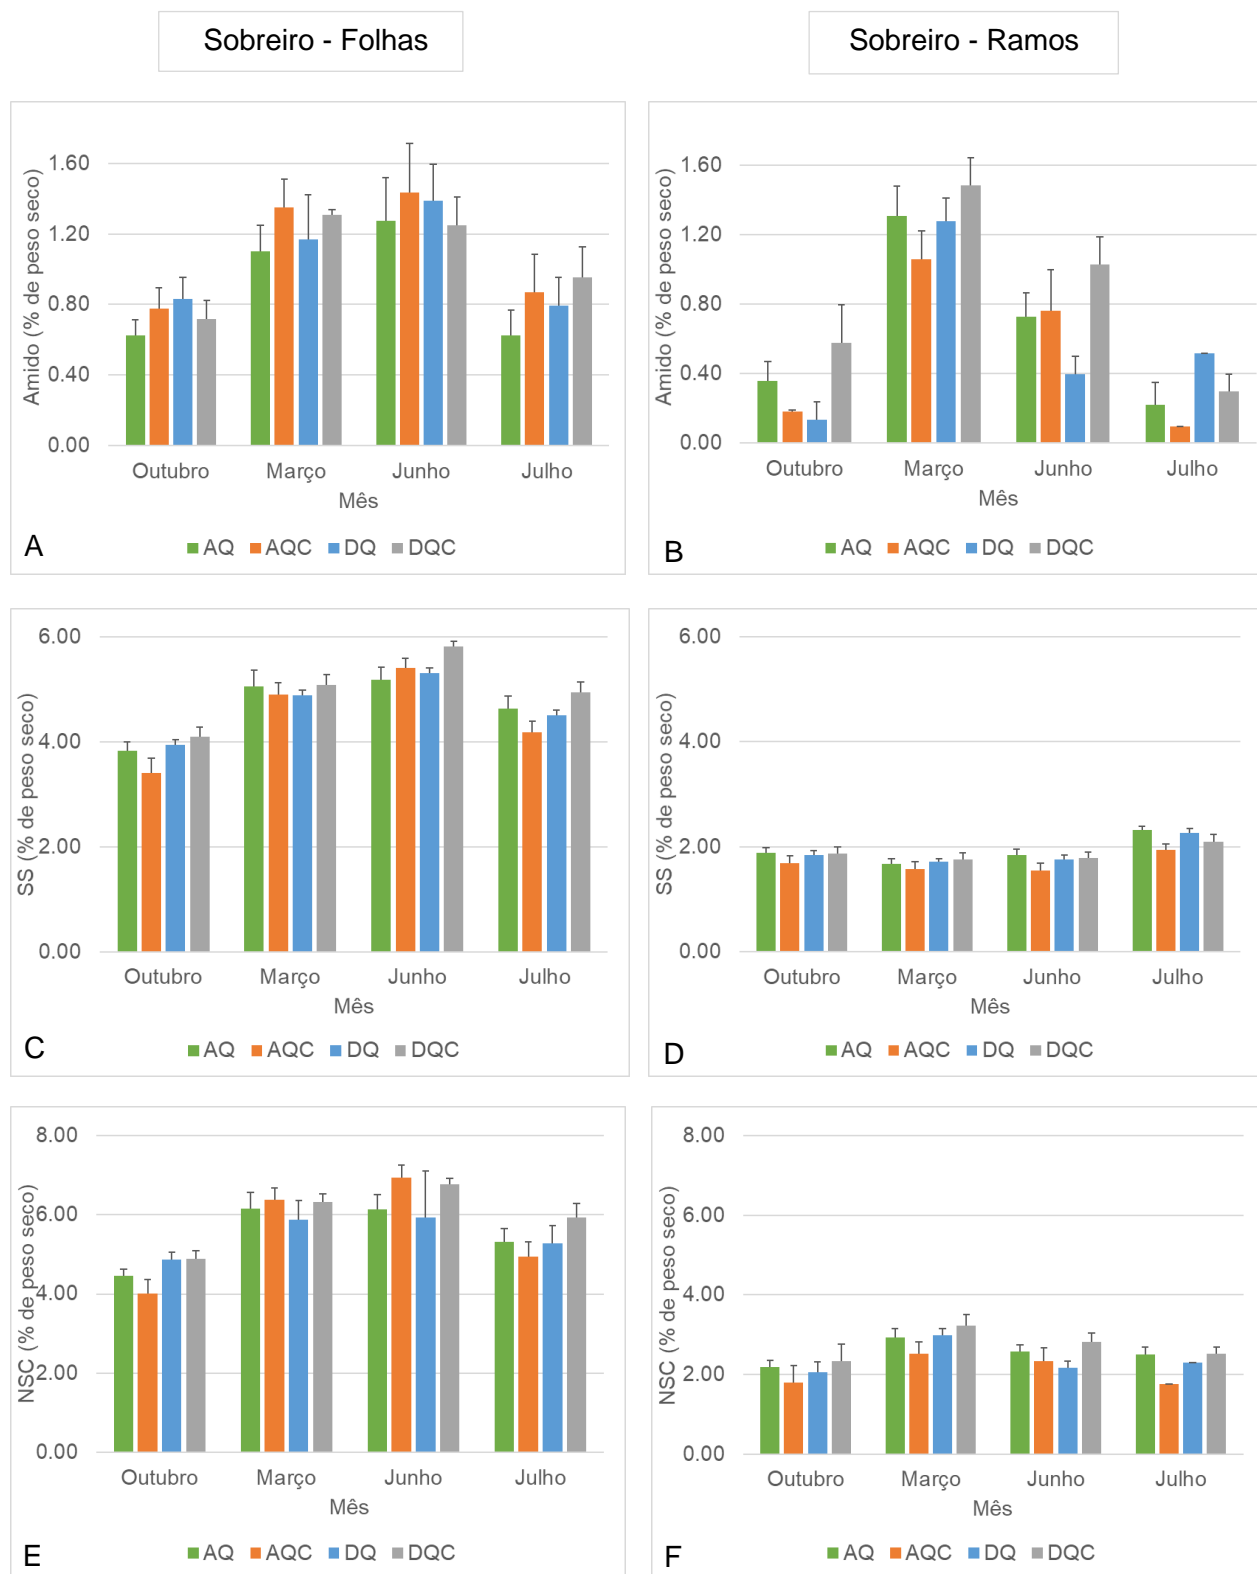 Sobreiro - Folhas
Sobreiro - Ramos
Amido (% de peso seco)
1.60
1.20
0.80
0.40
0.00
Outubro Março Junho Julho
Mês
AQ AQC DQ DQC
A
Amido (% de peso seco)
1.60
1.20
0.80
0.40
0.00
Outubro Março Junho Julho
Mês
AQ AQC DQ DQC
B
SS (% de peso seco)
6.00
4.00
2.00
0.00
Outubro Março Junho Julho
Mês
AQ AQC DQ DQC
C
SS (% de peso seco)
6.00
4.00
2.00
0.00
Outubro Março Junho Julho
Mês
AQ AQC DQ DQC
D
NSC (% de peso seco)
8.00
6.00
4.00
2.00
0.00
Outubro Março Junho Julho
Mês
AQ AQC DQ DQC
E
NSC (% de peso seco)
8.00
6.00
4.00
2.00
0.00
Outubro Março Junho Julho
Mês
AQ AQC DQ DQC
F